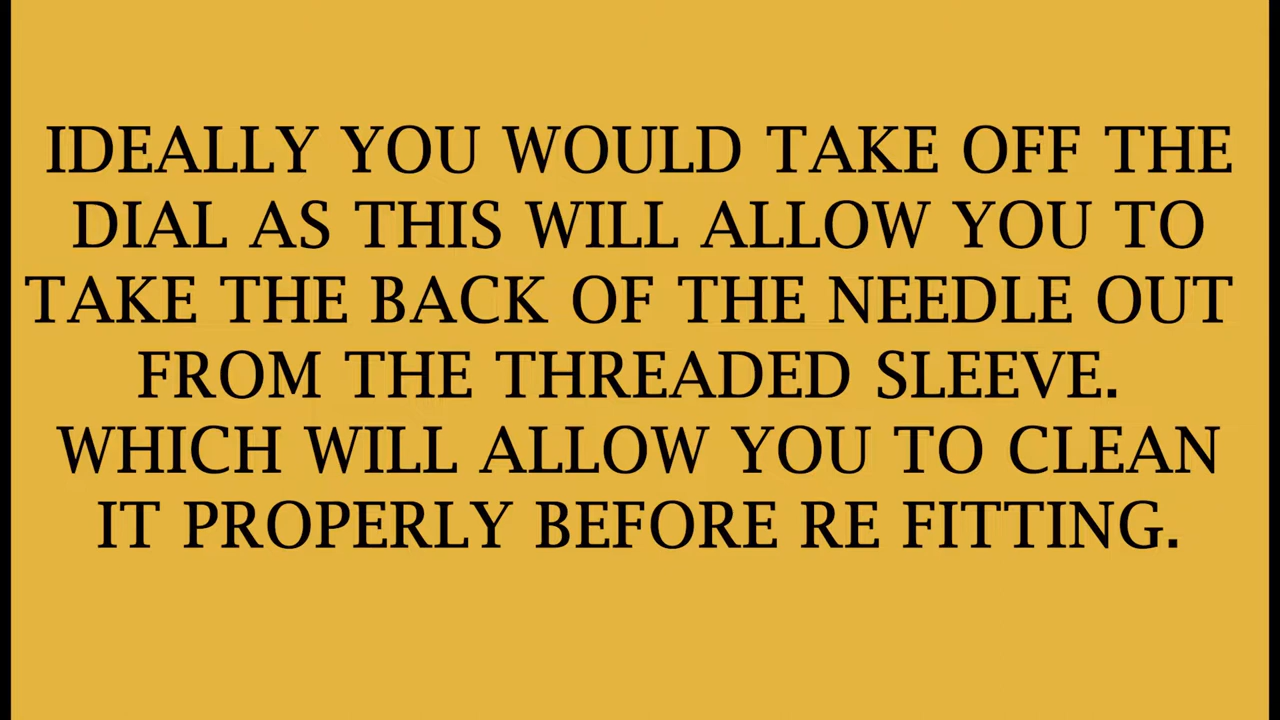 IDEALLY YOU WOULD TAKE OFF THE
DIAL AS THIS WILL ALLOW YOU TO
TAKE THE BACK OF THE NEEDLE OUT
FROM THE THREADED SLEEVE.
WHICH WILL ALLOW YOU TO CLEAN
IT PROPERLY BEFORE RE FITTING.